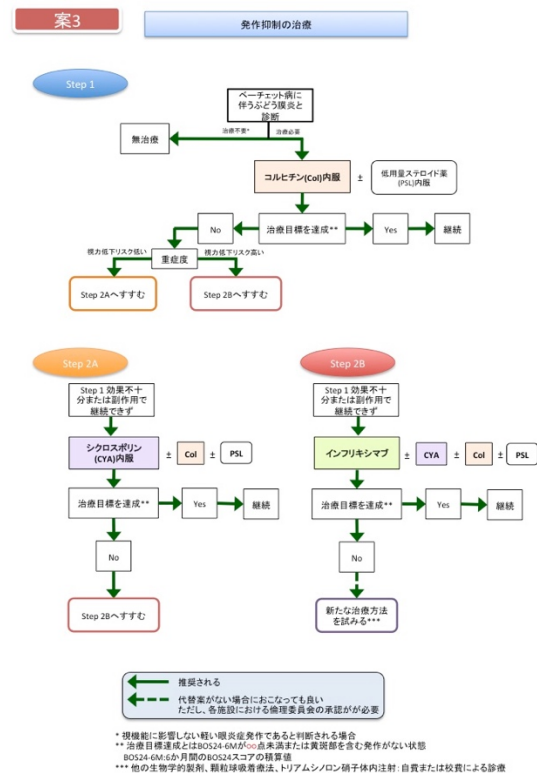 案3
発作抑制の治療
Step 1
ベーチェット病に
伴うぶどう膜炎と
診断
治療不要*
治療必要
無治療
コルヒチン(Col)内服
±
低用量ステロイド薬
(PSL)内服
No
治療目標を達成**
Yes
継続
視力低下リスク低い
重症度
視力低下リスク高い
Step 2Aへすすむ
Step 2Bへすすむ
Step 2A
Step 1 効果不十
分または副作用で
継続できず
シクロスポリン
(CYA)内服
±
Col
±
PSL
治療目標を達成**
Yes
継続
No
Step 2Bへすすむ
Step 2B
Step 1 効果不十
分または副作用で
継続できず
インフリキシマブ
±
CYA
±
Col
±
PSL
治療目標を達成**
Yes
継続
No
新たな治療方法
を試みる***
推奨される
代替案がない場合におこなっても良い
ただし、各施設における倫理委員会の承認がが必要
* 視機能に影響しない軽い眼炎症発作であると判断される場合
** 治療目標達成とはBOS24-6Mが○○点未満または黄斑部を含む発作がない状態
BOS24-6M:6か月間のBOS24スコアの積算値
*** 他の生物学的製剤、顆粒球吸着療法、トリアムシノロン硝子体内注射: 自費または校費による診療